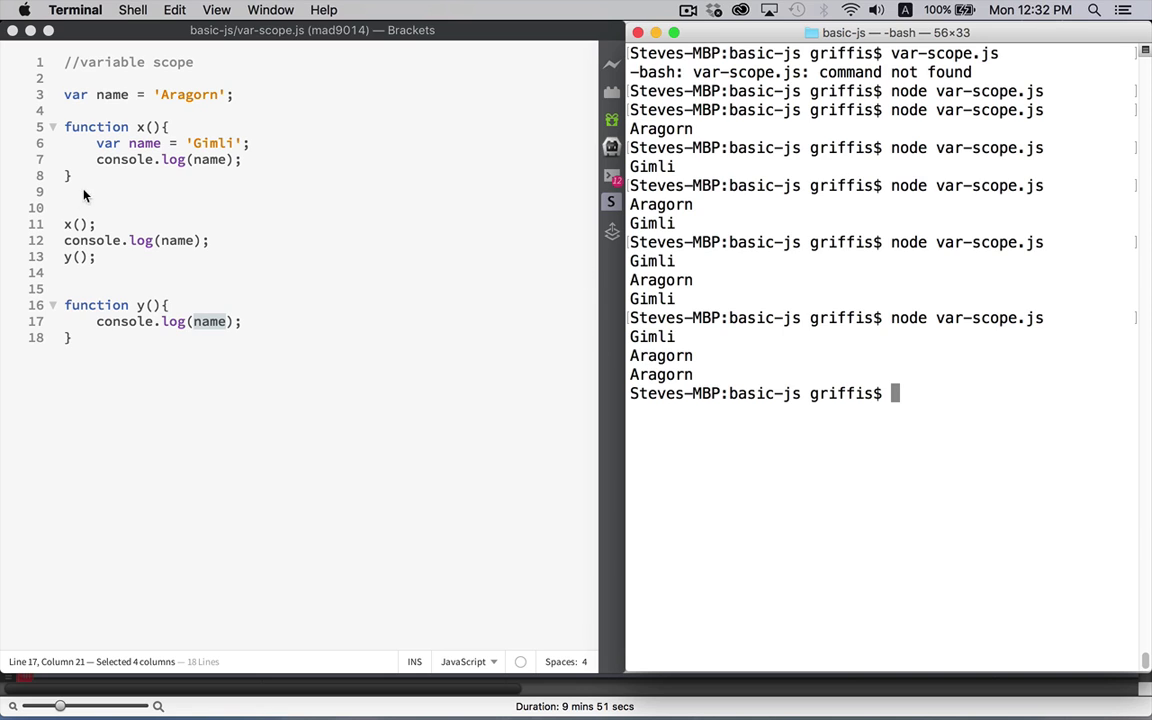 Terminal Shell Edit View Window Help 100% Mon 12:32 PM
basic-js/var-scope.js (mad9014) — Brackets
1 //variable scope
2
3 var name = 'Aragorn';
4
5 function x(){
6 var name = 'Gimli';
7 console.log(name);
8 }
9
10
11 x();
12 console.log(name);
13 y();
14
15
16 function y(){
17 console.log(name);
18 }
Line 17, Column 21 — Selected 4 columns — 18 Lines
INS JavaScript Spaces: 4
12
S
basic-js — -bash — 56×33
Steves-MBP:basic-js griffis$ var-scope.js
-bash: var-scope.js: command not found
[Steves-MBP:basic-js griffis$ node var-scope.js ]
[Steves-MBP:basic-js griffis$ node var-scope.js ]
Aragorn
[Steves-MBP:basic-js griffis$ node var-scope.js ]
Gimli
[Steves-MBP:basic-js griffis$ node var-scope.js ]
Aragorn
Gimli
[Steves-MBP:basic-js griffis$ node var-scope.js ]
Gimli
Aragorn
Gimli
[Steves-MBP:basic-js griffis$ node var-scope.js ]
Gimli
Aragorn
Aragorn
Steves-MBP:basic-js griffis$
Duration: 9 mins 51 secs